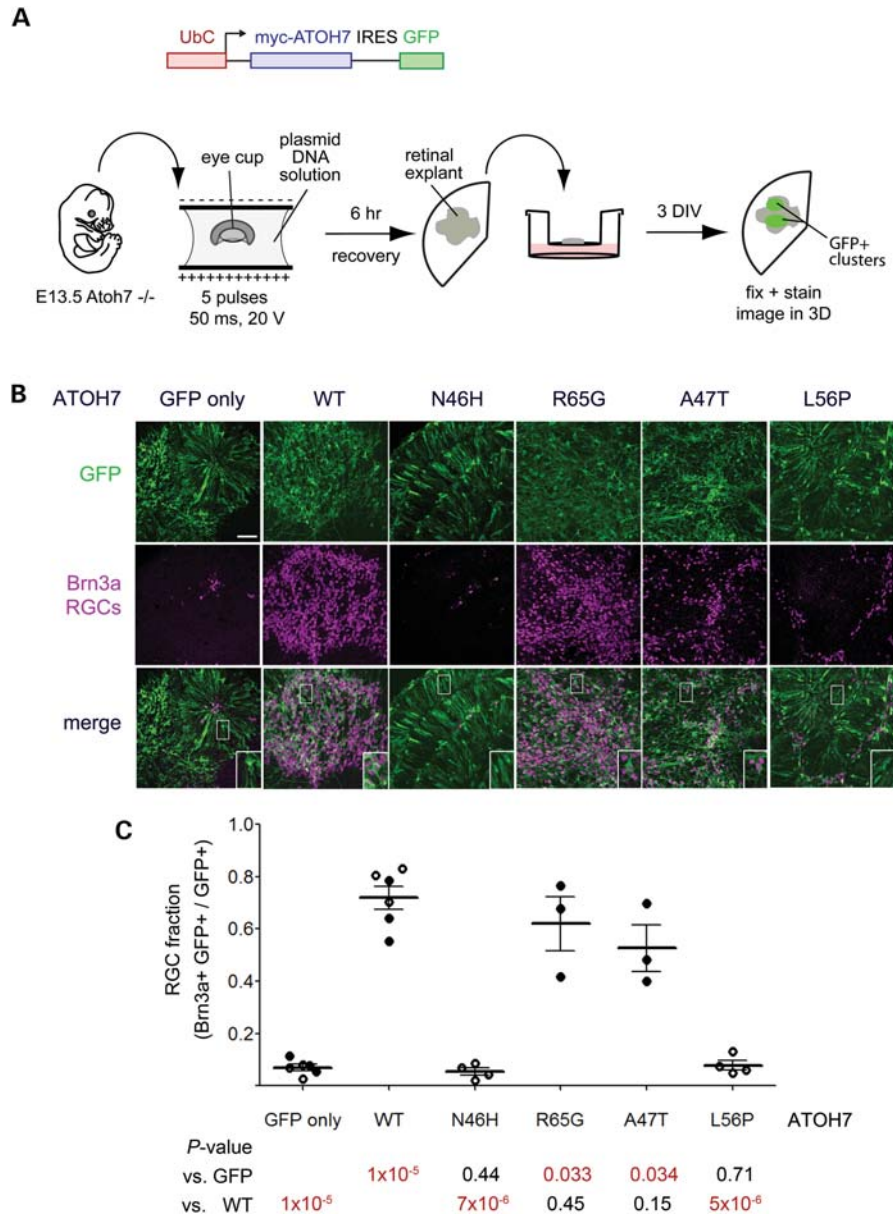 A
UbC myc-ATOH7 IRES GFP
eye cup
plasmid
DNA
solution
retinal
explant
6 hr
recovery
3 DIV
GFP+
clusters
E13.5 Atoh7 -/-
- - - - - - - - - - - - -
+++++++++++++++
5 pulses
50 ms, 20 V
fix + stain
image in 3D
B
ATOH7 GFP only WT N46H R65G A47T L56P
GFP
Brn3a
RGCs
merge
C
RGC fraction
(Brn3a+ GFP+ / GFP+)
1.0
0.8
0.6
0.4
0.2
GFP only WT N46H R65G A47T L56P ATOH7
P-value
vs. GFP 1x10-5 0.44 0.033 0.034 0.71
vs. WT 1x10-5 7x10-6 0.45 0.15 5x10-6